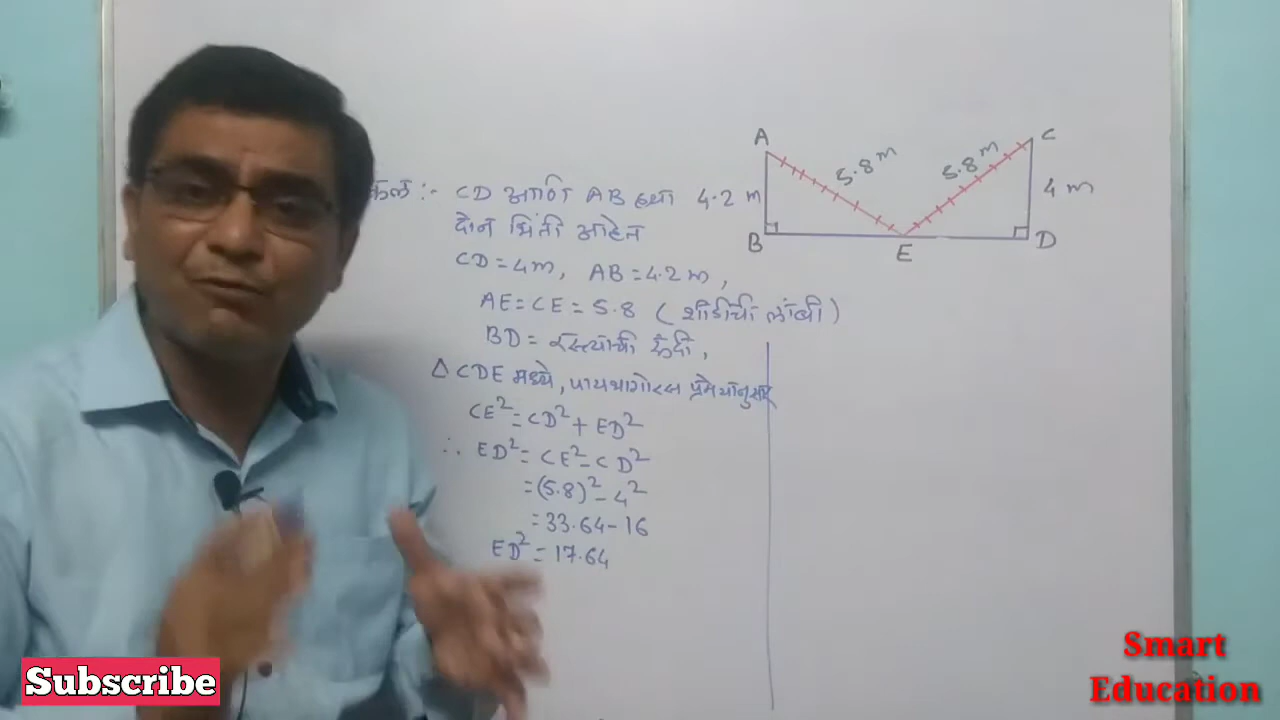 A
C
5.8 m
5.8 m
4.2 m
4 m
B
E
D
CD आणि AB ह्या
दोन भिंती आहेत
CD = 4m, AB = 4.2 m,
AE = CE = 5.8 ( शीडीची लांबी )
BD = रस्त्याची रुंदी,
Δ CDE मध्ये, पायथागोरस प्रमेयानुसार
CE² = CD² + ED²
∴ ED² = CE² - CD²
= (5.8)² - 4²
= 33.64 - 16
ED² = 17.64
Subscribe
Smart
Education